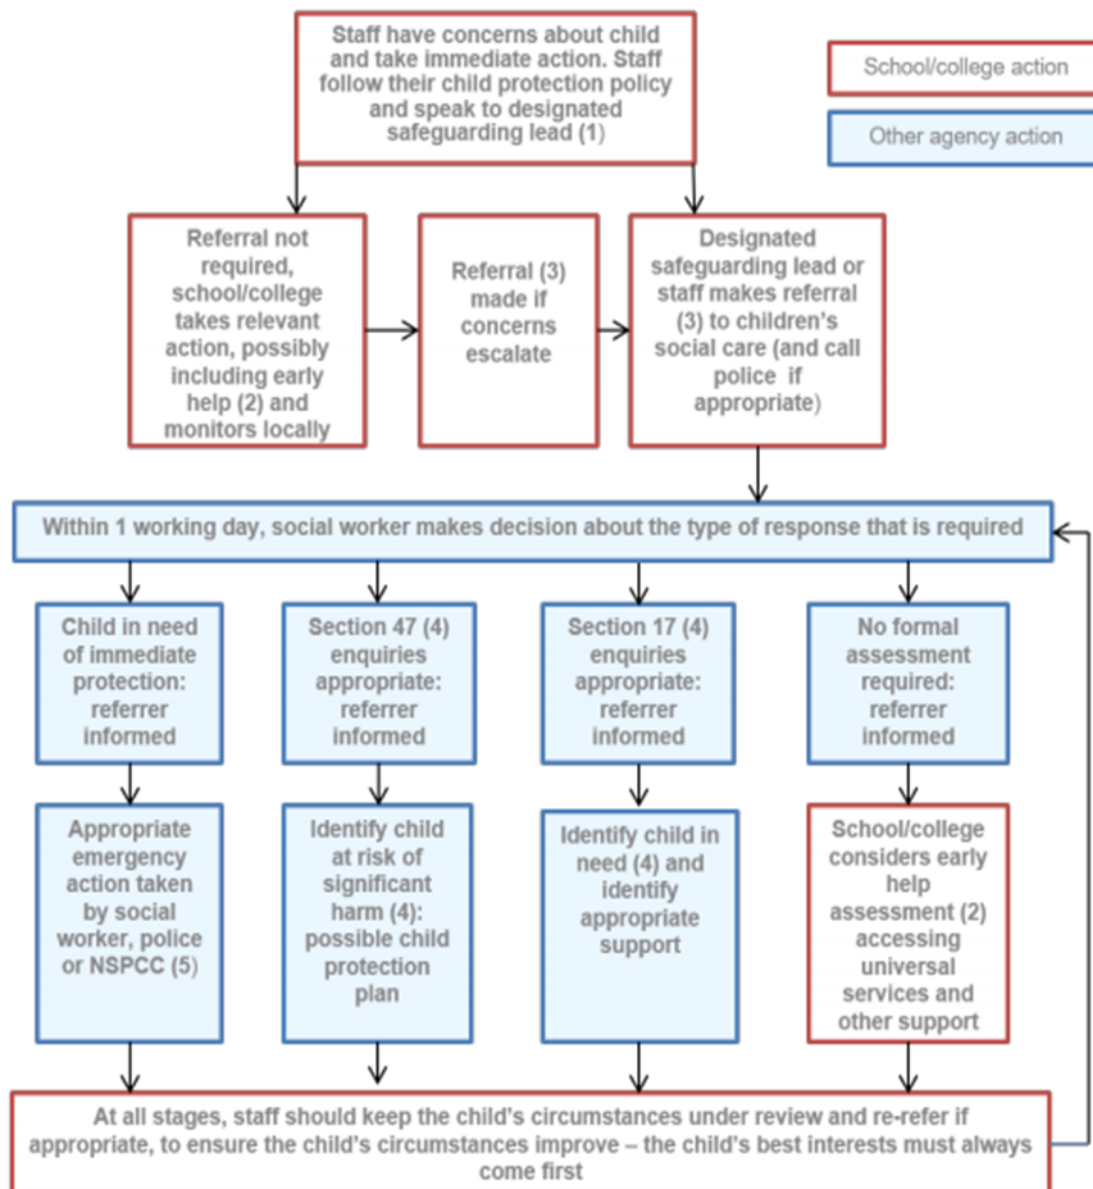 Staff have concerns about child
and take immediate action. Staff
follow their child protection policy
and speak to designated
safeguarding lead (1)
School/college action
Other agency action
Referral not
required,
school/college
takes relevant
action, possibly
including early
help (2) and
monitors locally
Referral (3)
made if
concerns
escalate
Designated
safeguarding lead or
staff makes referral
(3) to children's
social care (and call
police if
appropriate)
Within 1 working day, social worker makes decision about the type of response that is required
Child in need
of immediate
protection:
referrer
informed
Section 47 (4)
enquiries
appropriate:
referrer
informed
Section 17 (4)
enquiries
appropriate:
referrer
informed
No formal
assessment
required:
referrer
informed
Appropriate
emergency
action taken
by social
worker, police
or NSPCC (5)
Identify child
at risk of
significant
harm (4):
possible child
protection
plan
Identify child in
need (4) and
identify
appropriate
support
School/college
considers early
help
assessment (2)
accessing
universal
services and
other support
At all stages, staff should keep the child's circumstances under review and re-refer if
appropriate, to ensure the child's circumstances improve – the child's best interests must always
come first